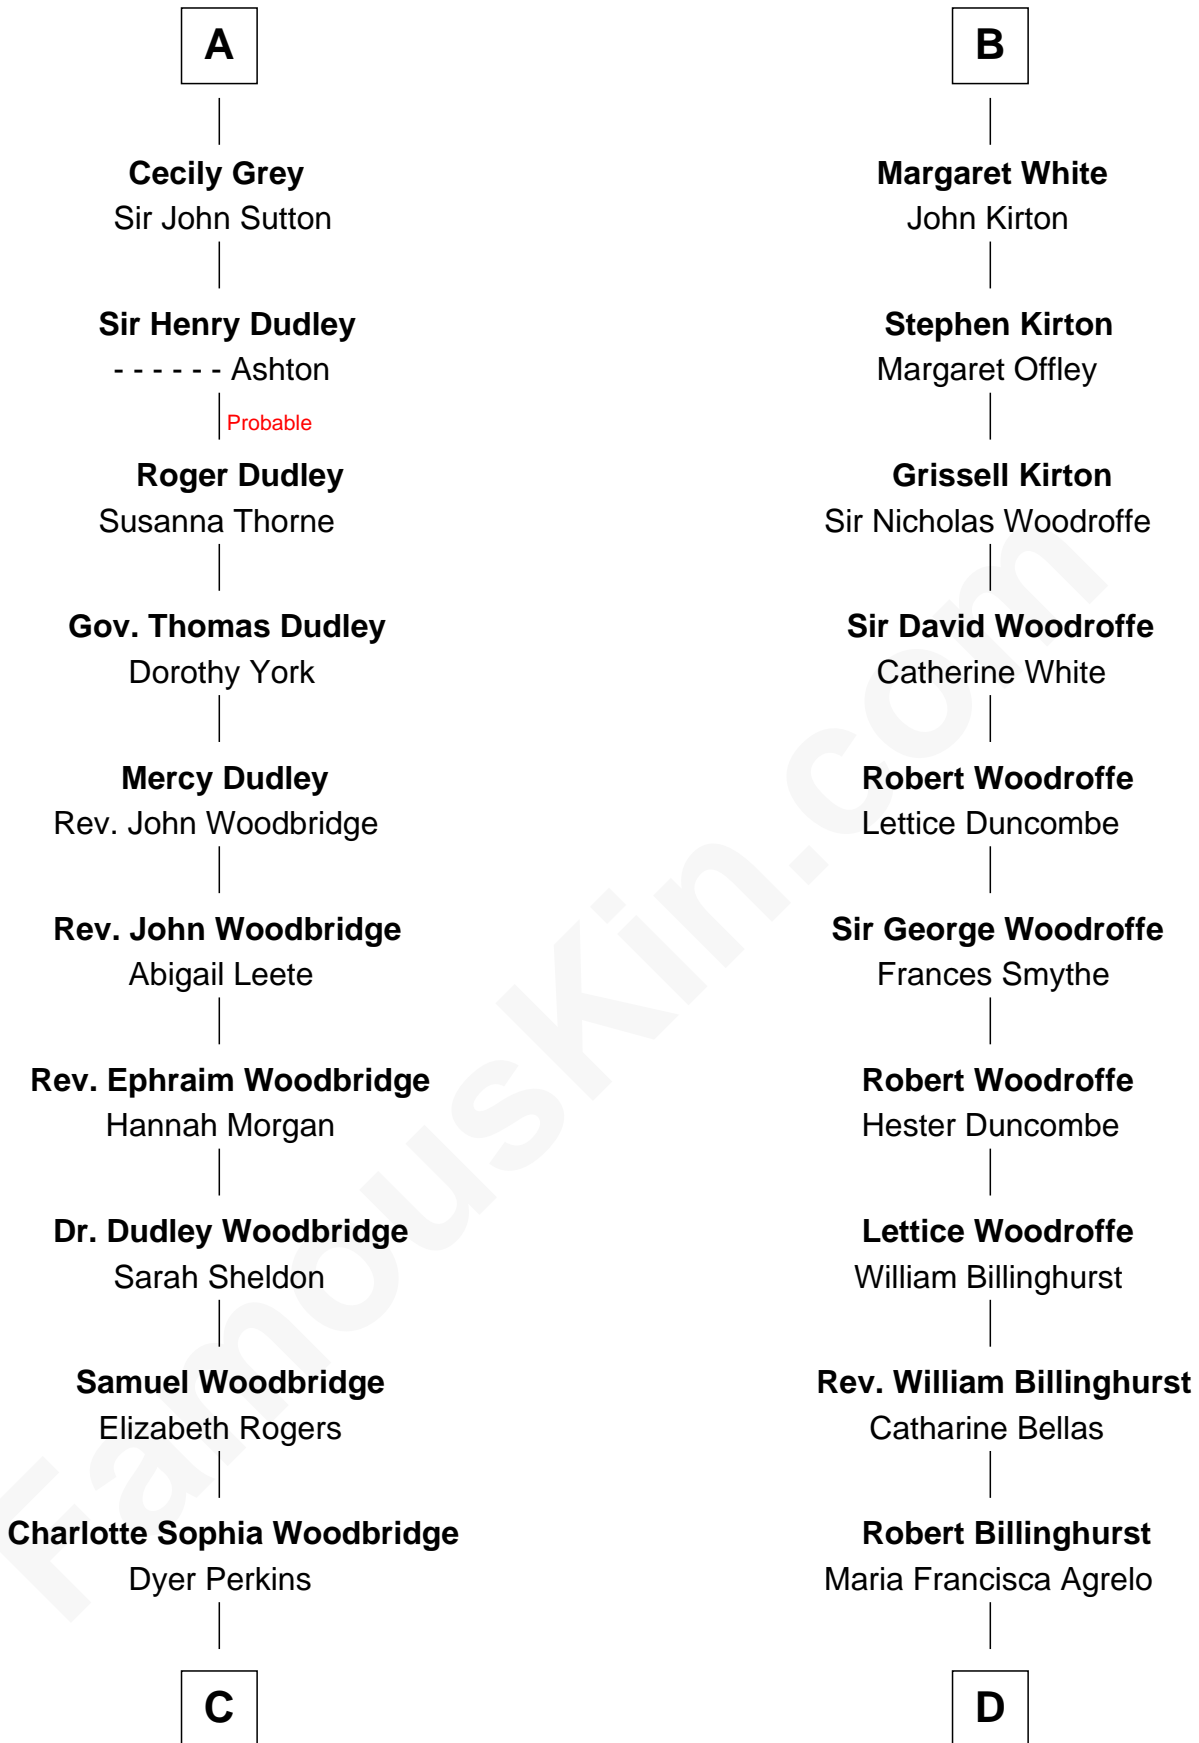 A
Cecily Grey
Sir John Sutton
Sir Henry Dudley
- - - - - - Ashton
Probable
Roger Dudley
Susanna Thorne
Gov. Thomas Dudley
Dorothy York
Mercy Dudley
Rev. John Woodbridge
Rev. John Woodbridge
Abigail Leete
Rev. Ephraim Woodbridge
Hannah Morgan
Dr. Dudley Woodbridge
Sarah Sheldon
Samuel Woodbridge
Elizabeth Rogers
Charlotte Sophia Woodbridge
Dyer Perkins
C
B
Margaret White
John Kirton
Stephen Kirton
Margaret Offley
Grissell Kirton
Sir Nicholas Woodroffe
Sir David Woodroffe
Catherine White
Robert Woodroffe
Lettice Duncombe
Sir George Woodroffe
Frances Smythe
Robert Woodroffe
Hester Duncombe
Lettice Woodroffe
William Billinghurst
Rev. William Billinghurst
Catharine Bellas
Robert Billinghurst
Maria Francisca Agrelo
D
FamousKin.com